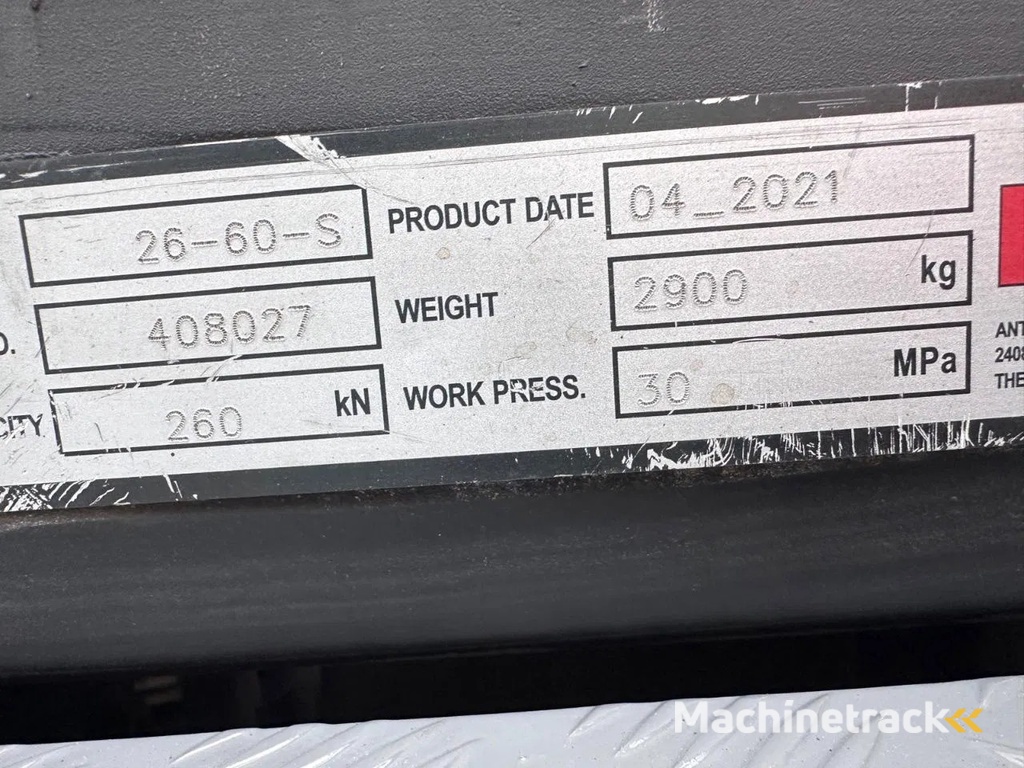 26-60-S PRODUCT DATE 04_2021
408027 WEIGHT 2900 kg
260 kN WORK PRESS. 30 MPa
ANT
2408
THE
Machinetrack